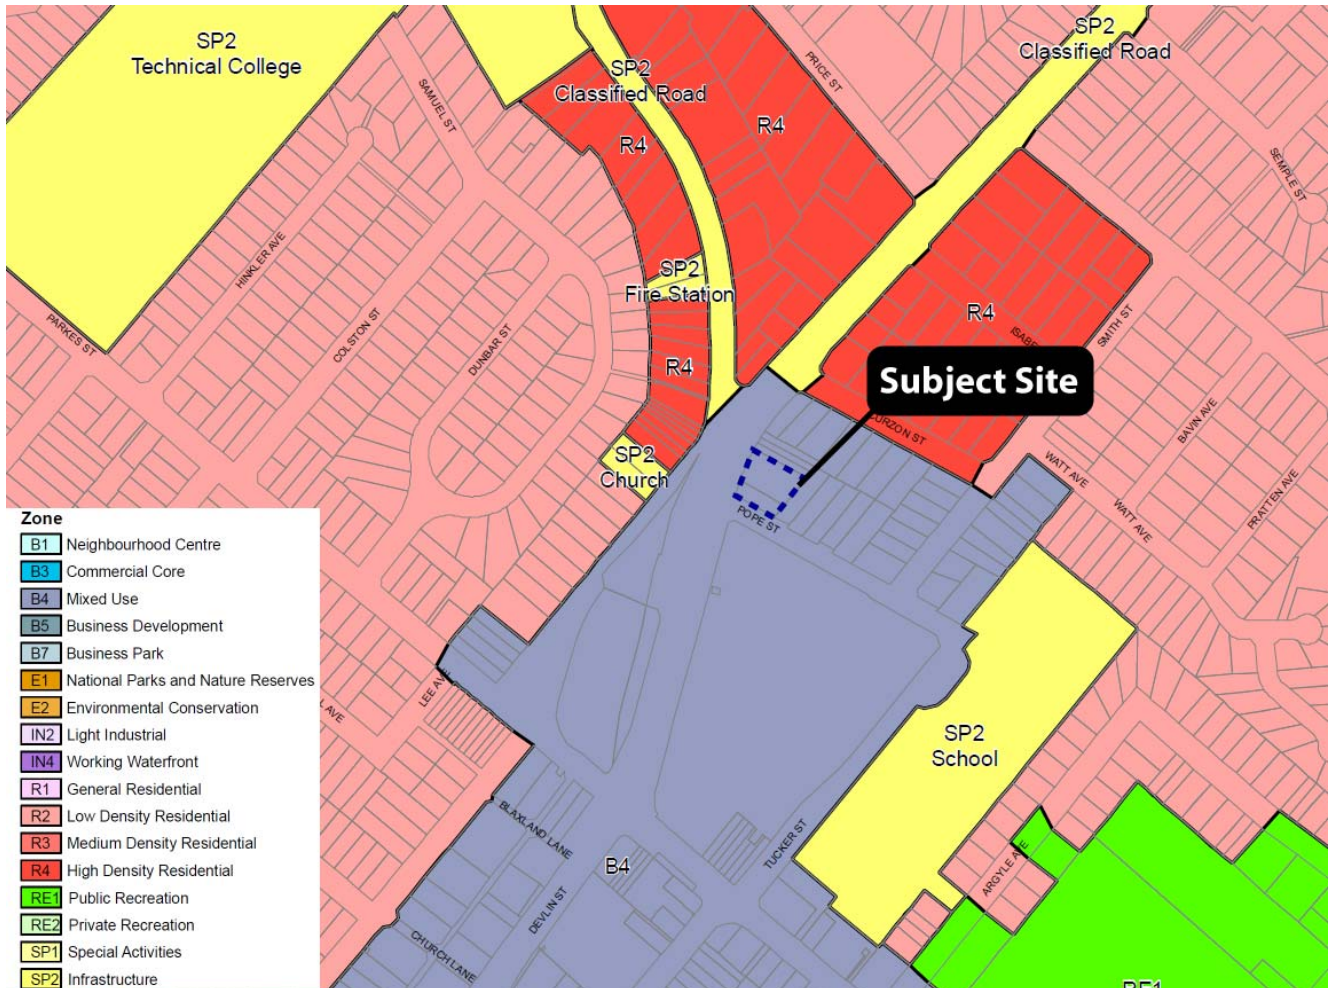 SP2
Technical College
SP2
Classified Road
SP2
Classified Road
PRICE ST
SAMUEL ST
R4
R4
SEMPLE ST
HINKLER AVE
SP2
Fire Station
PARKES ST
COLSTON ST
DUNBAR ST
R4
SMITH ST
R4
Subject Site
CURZON ST
BAVIN AVE
WATT AVE
PRATTEN AVE
SP2
Church
WATT AVE
POPE ST
Zone
B1 Neighbourhood Centre
B3 Commercial Core
B4 Mixed Use
B5 Business Development
B7 Business Park
E1 National Parks and Nature Reserves
E2 Environmental Conservation
IN2 Light Industrial
IN4 Working Waterfront
R1 General Residential
R2 Low Density Residential
R3 Medium Density Residential
R4 High Density Residential
RE1 Public Recreation
RE2 Private Recreation
SP1 Special Activities
SP2 Infrastructure
LEE AVE
AVE
SP2
School
BLAXLAND LANE
TUCKER ST
B4
ARGYLE AVE
DEVLIN ST
CHURCH LANE
RE1